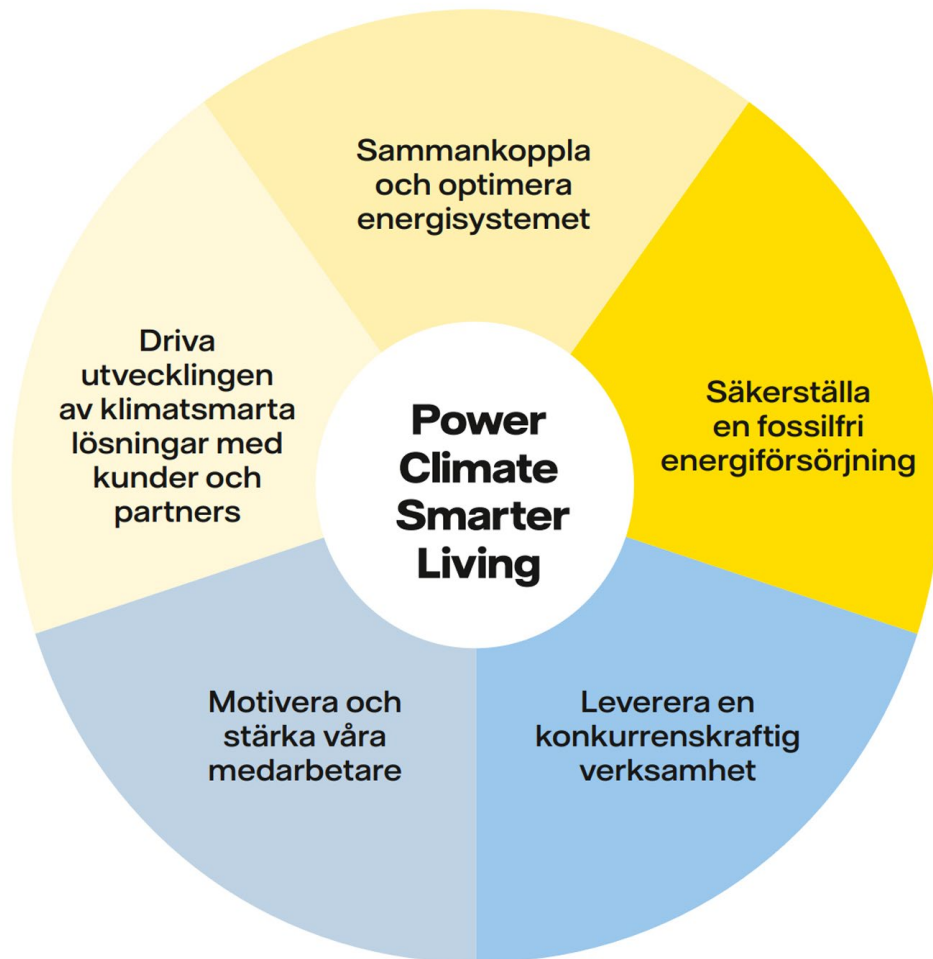 Sammankoppla
och optimera
energisystemet
Säkerställa
en fossilfri
energiförsörjning
Leverera en
konkurrenskraftig
verksamhet
Motivera och
stärka våra
medarbetare
Driva
utvecklingen
av klimatsmarta
lösningar med
kunder och
partners
Power
Climate
Smarter
Living